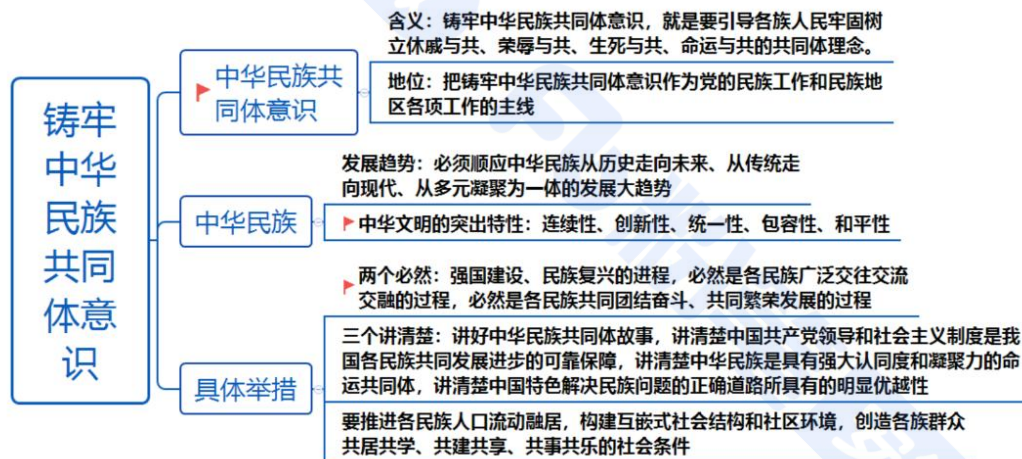 铸牢
中华
民族
共同
体意
识
中华民族共
同体意识
含义：铸牢中华民族共同体意识，就是要引导各族人民牢固树
立休戚与共、荣辱与共、生死与共、命运与共的共同体理念。
地位：把铸牢中华民族共同体意识作为党的民族工作和民族地
区各项工作的主线
中华民族
发展趋势：必须顺应中华民族从历史走向未来、从传统走
向现代、从多元凝聚为一体的发展大趋势
中华文明的突出特性：连续性、创新性、统一性、包容性、和平性
具体举措
两个必然：强国建设、民族复兴的进程，必然是各民族广泛交往交流
交融的过程，必然是各民族共同团结奋斗、共同繁荣发展的过程
三个讲清楚：讲好中华民族共同体故事，讲清楚中国共产党领导和社会主义制度是我
国各民族共同发展进步的可靠保障，讲清楚中华民族是具有强大认同度和凝聚力的命
运共同体，讲清楚中国特色解决民族问题的正确道路所具有的明显优越性
要推进各民族人口流动融居，构建互嵌式社会结构和社区环境，创造各族群众
共居共学、共建共享、共事共乐的社会条件